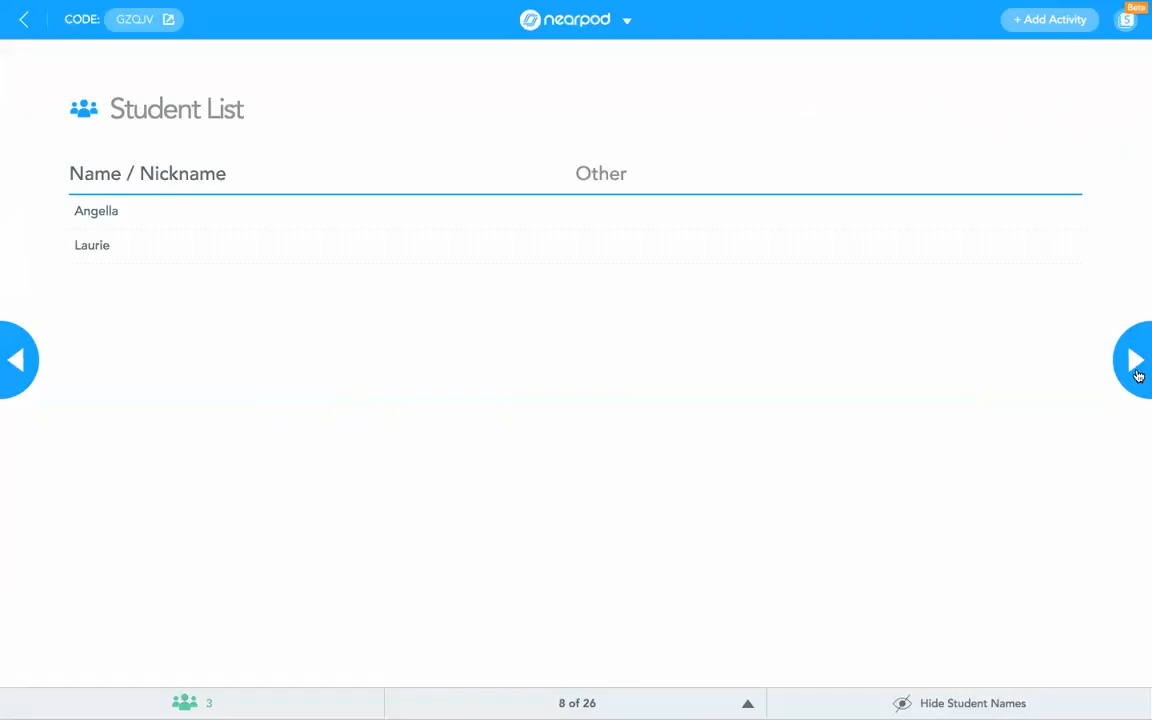 CODE: GZQJV nearpod + Add Activity Beta S
Student List
Name / Nickname Other
Angella
Laurie
3 8 of 26 Hide Student Names